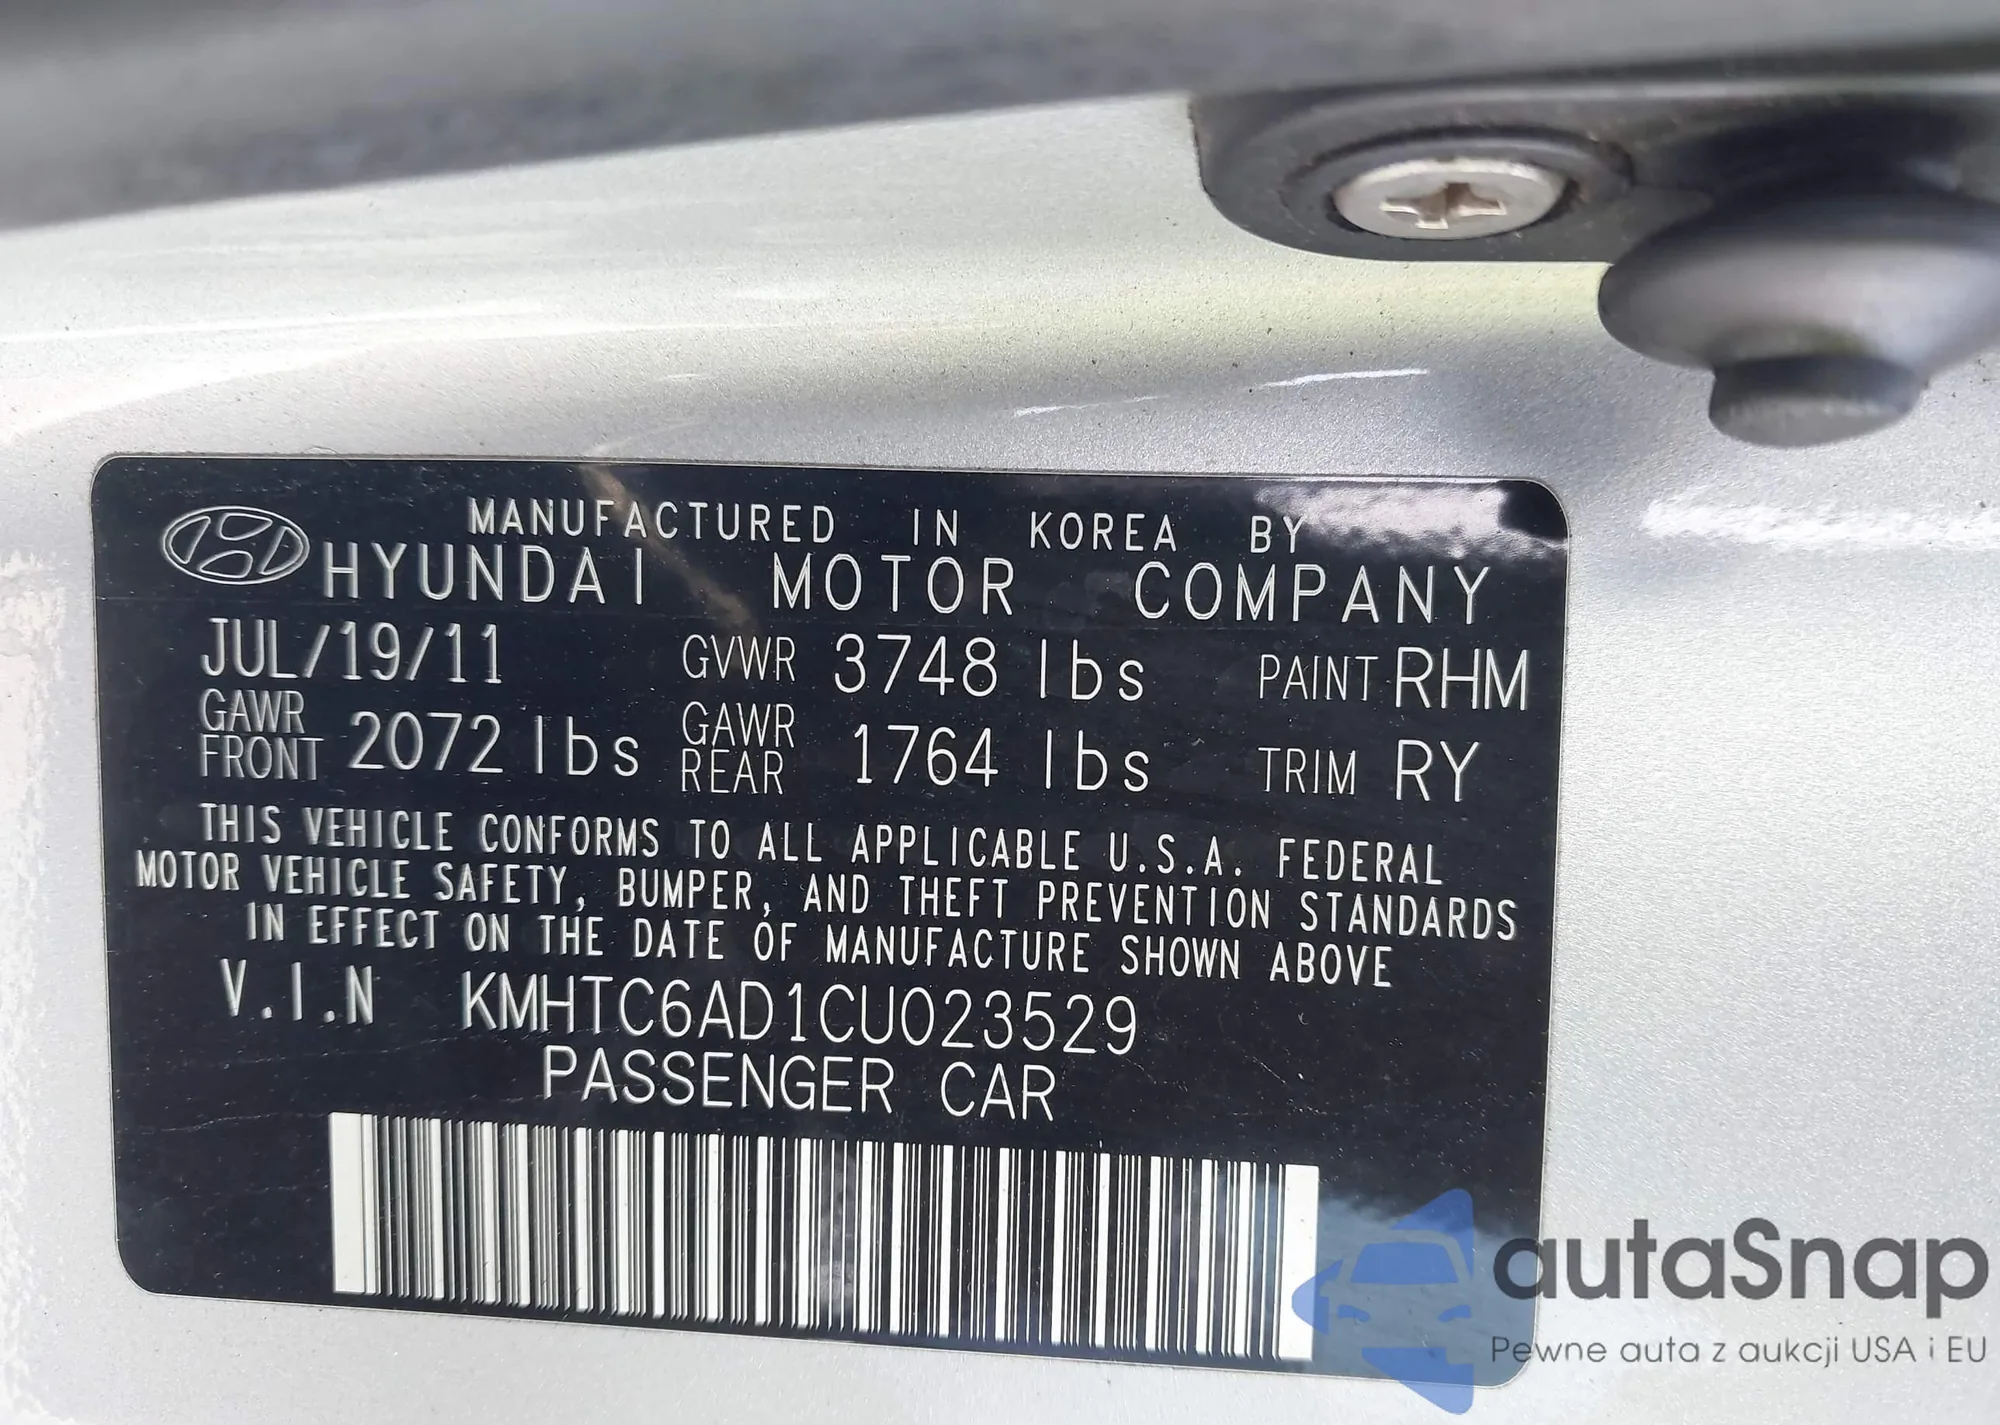 MANUFACTURED IN KOREA BY
HYUNDAI MOTOR COMPANY
JUL/19/11 GVWR 3748 lbs PAINT RHM
GAWR FRONT 2072 lbs GAWR REAR 1764 lbs TRIM RY
THIS VEHICLE CONFORMS TO ALL APPLICABLE U.S.A. FEDERAL
MOTOR VEHICLE SAFETY, BUMPER, AND THEFT PREVENTION STANDARDS
IN EFFECT ON THE DATE OF MANUFACTURE SHOWN ABOVE
V.I.N KMHTC6AD1CU023529
PASSENGER CAR
autaSnap
Pewne auta z aukcji USA i EU